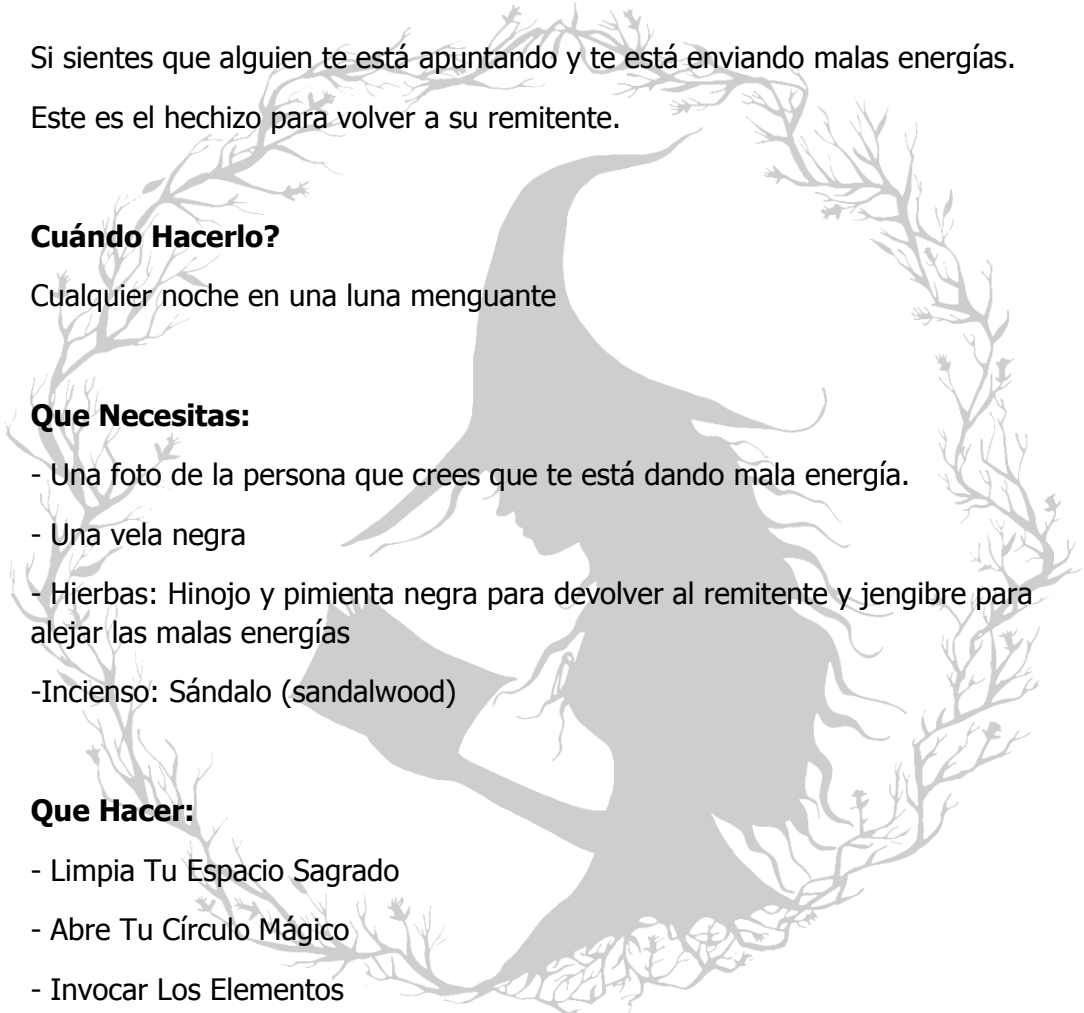 Si sientes que alguien te está apuntando y te está enviando malas energías.
Este es el hechizo para volver a su remitente.
Cuándo Hacerlo?
Cualquier noche en una luna menguante
Que Necesitas:
- Una foto de la persona que crees que te está dando mala energía.
- Una vela negra
- Hierbas: Hinojo y pimienta negra para devolver al remitente y jengibre para
alejar las malas energías
-Incienso: Sándalo (sandalwood)
Que Hacer:
- Limpia Tu Espacio Sagrado
- Abre Tu Círculo Mágico
- Invocar Los Elementos